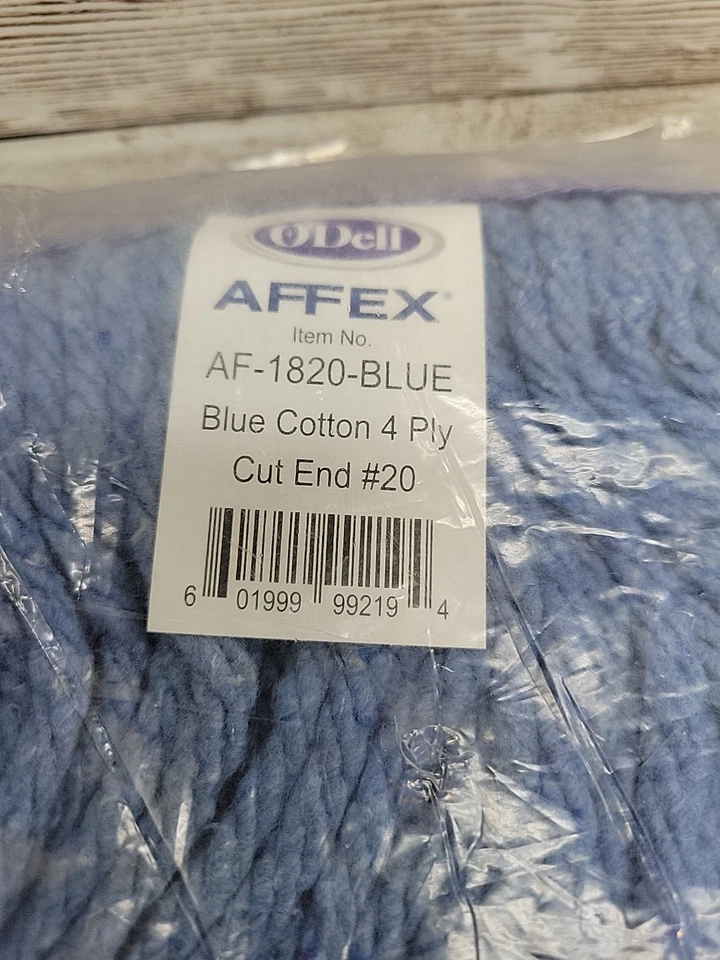 O'Dell
AFFEX®
Item No.
AF-1820-BLUE
Blue Cotton 4 Ply
Cut End #20
6 01999 99219 4